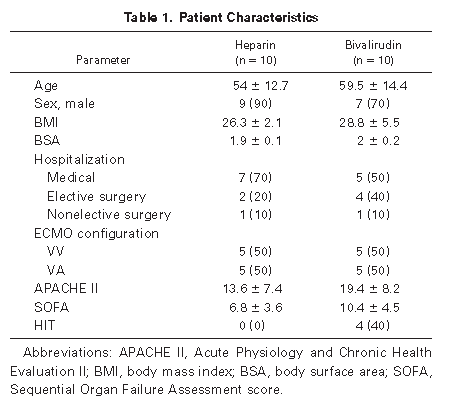 Table 1. Patient Characteristics
Heparin Bivalirudin
Parameter (n = 10) (n = 10)
Age 54 ± 12.7 59.5 ± 14.4
Sex, male 9 (90) 7 (70)
BMI 26.3 ± 2.1 28.8 ± 5.5
BSA 1.9 ± 0.1 2 ± 0.2
Hospitalization
Medical 7 (70) 5 (50)
Elective surgery 2 (20) 4 (40)
Nonelective surgery 1 (10) 1 (10)
ECMO configuration
VV 5 (50) 5 (50)
VA 5 (50) 5 (50)
APACHE II 13.6 ± 7.4 19.4 ± 8.2
SOFA 6.8 ± 3.6 10.4 ± 4.5
HIT 0 (0) 4 (40)
Abbreviations: APACHE II, Acute Physiology and Chronic Health
Evaluation II; BMI, body mass index; BSA, body surface area; SOFA,
Sequential Organ Failure Assessment score.